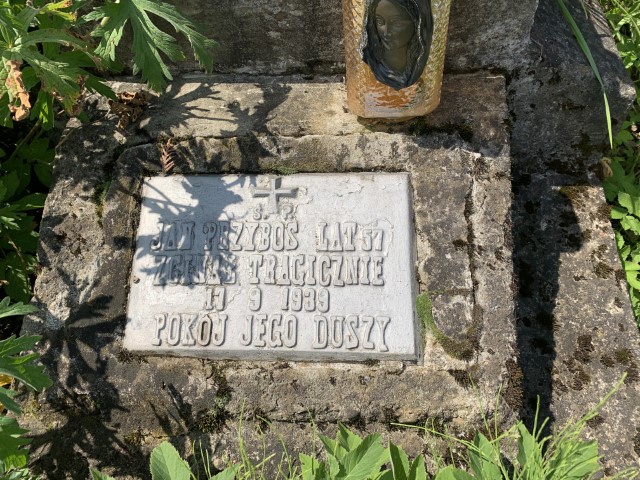 Ś. P.
JAN PRZYBOŚ LAT 57
ZGINĄŁ TRAGICZNIE
17 9 1939
POKÓJ JEGO DUSZY